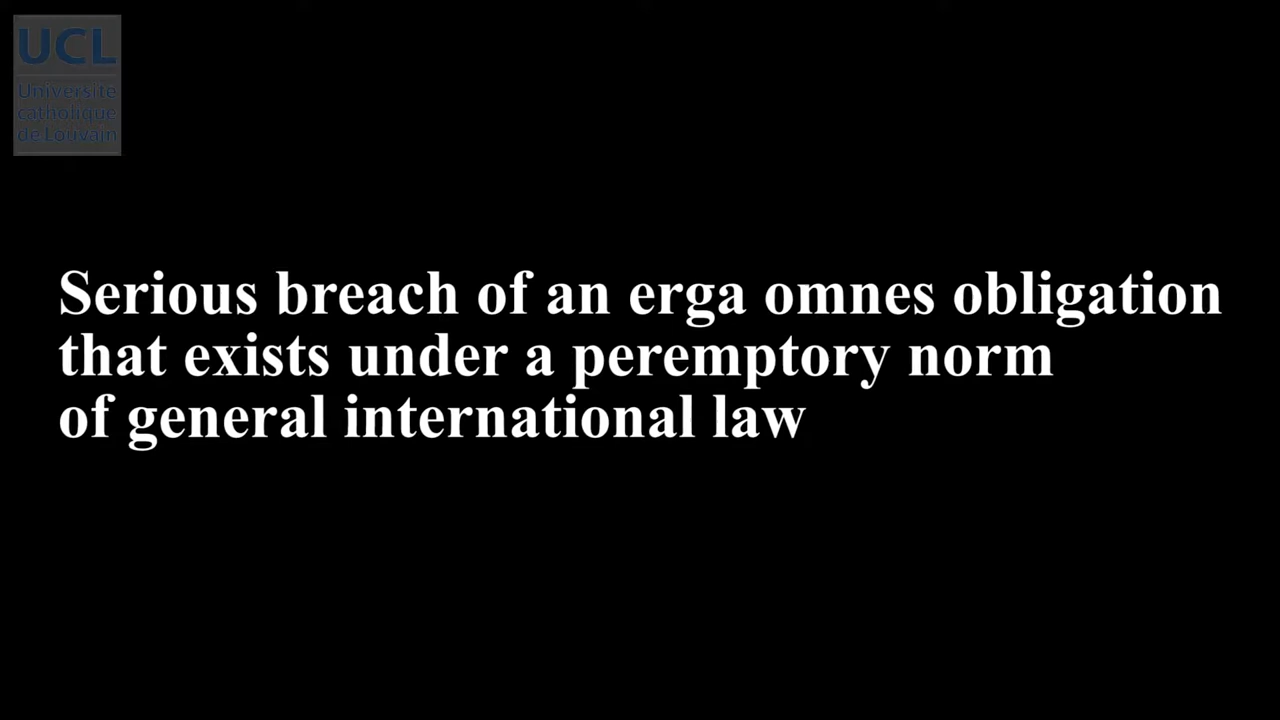 UCL
Université
catholique
de Louvain
Serious breach of an erga omnes obligation
that exists under a peremptory norm
of general international law